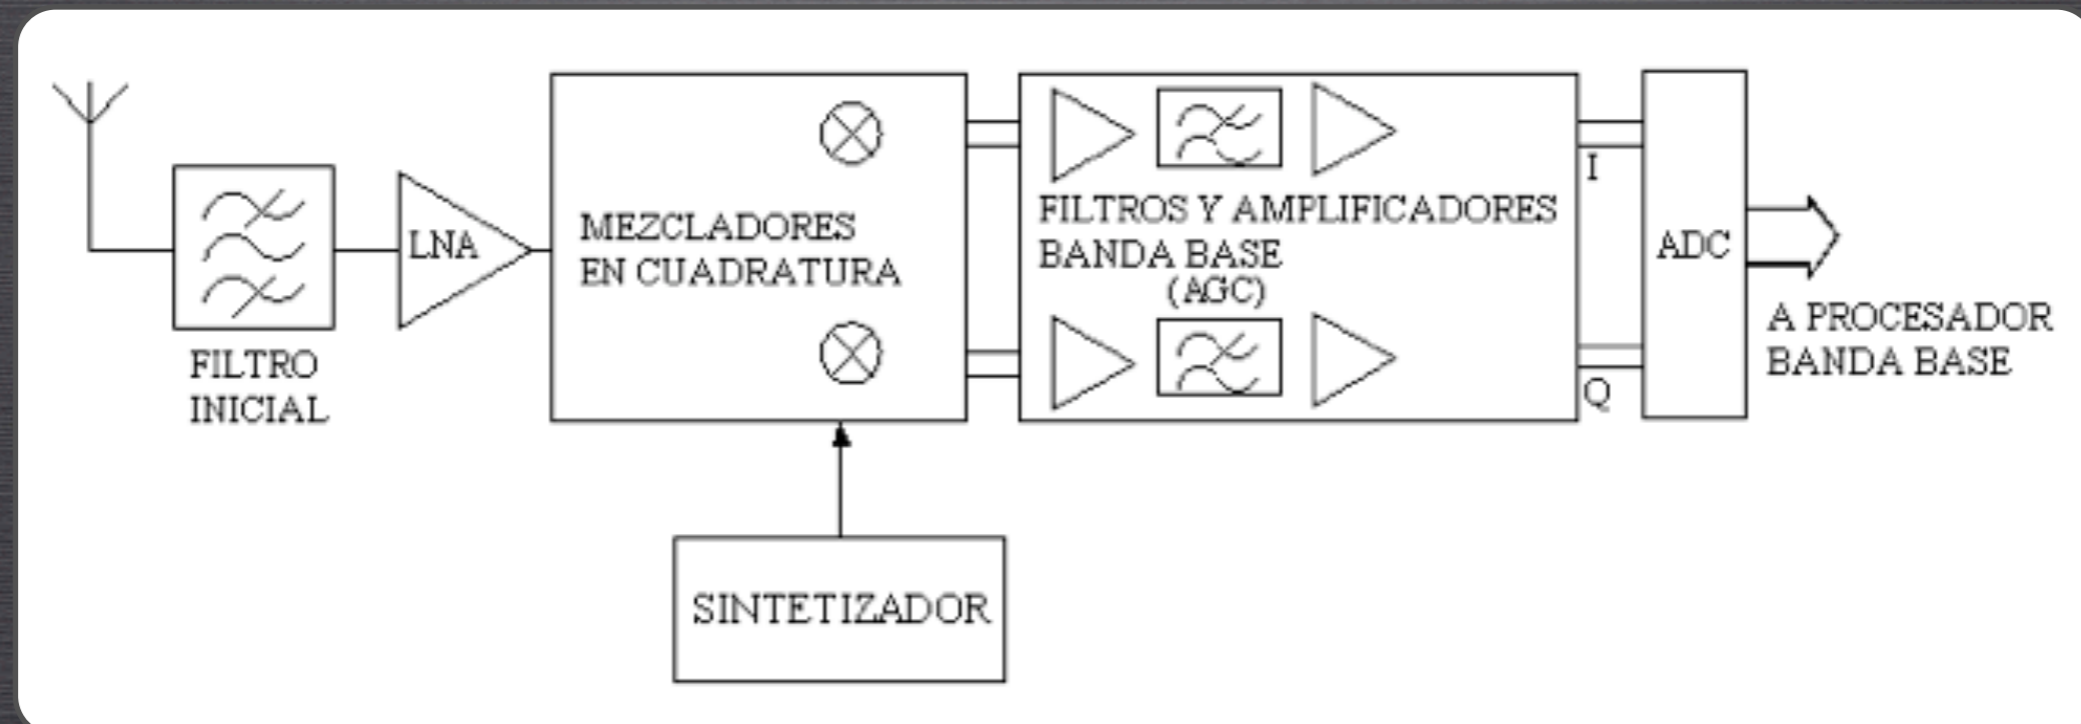 FILTRO
INICIAL
LNA
MEZCLADORES
EN CUADRATURA
SINTETIZADOR
FILTROS Y AMPLIFICADORES
BANDA BASE
(AGC)
I
Q
ADC
A PROCESADOR
BANDA BASE